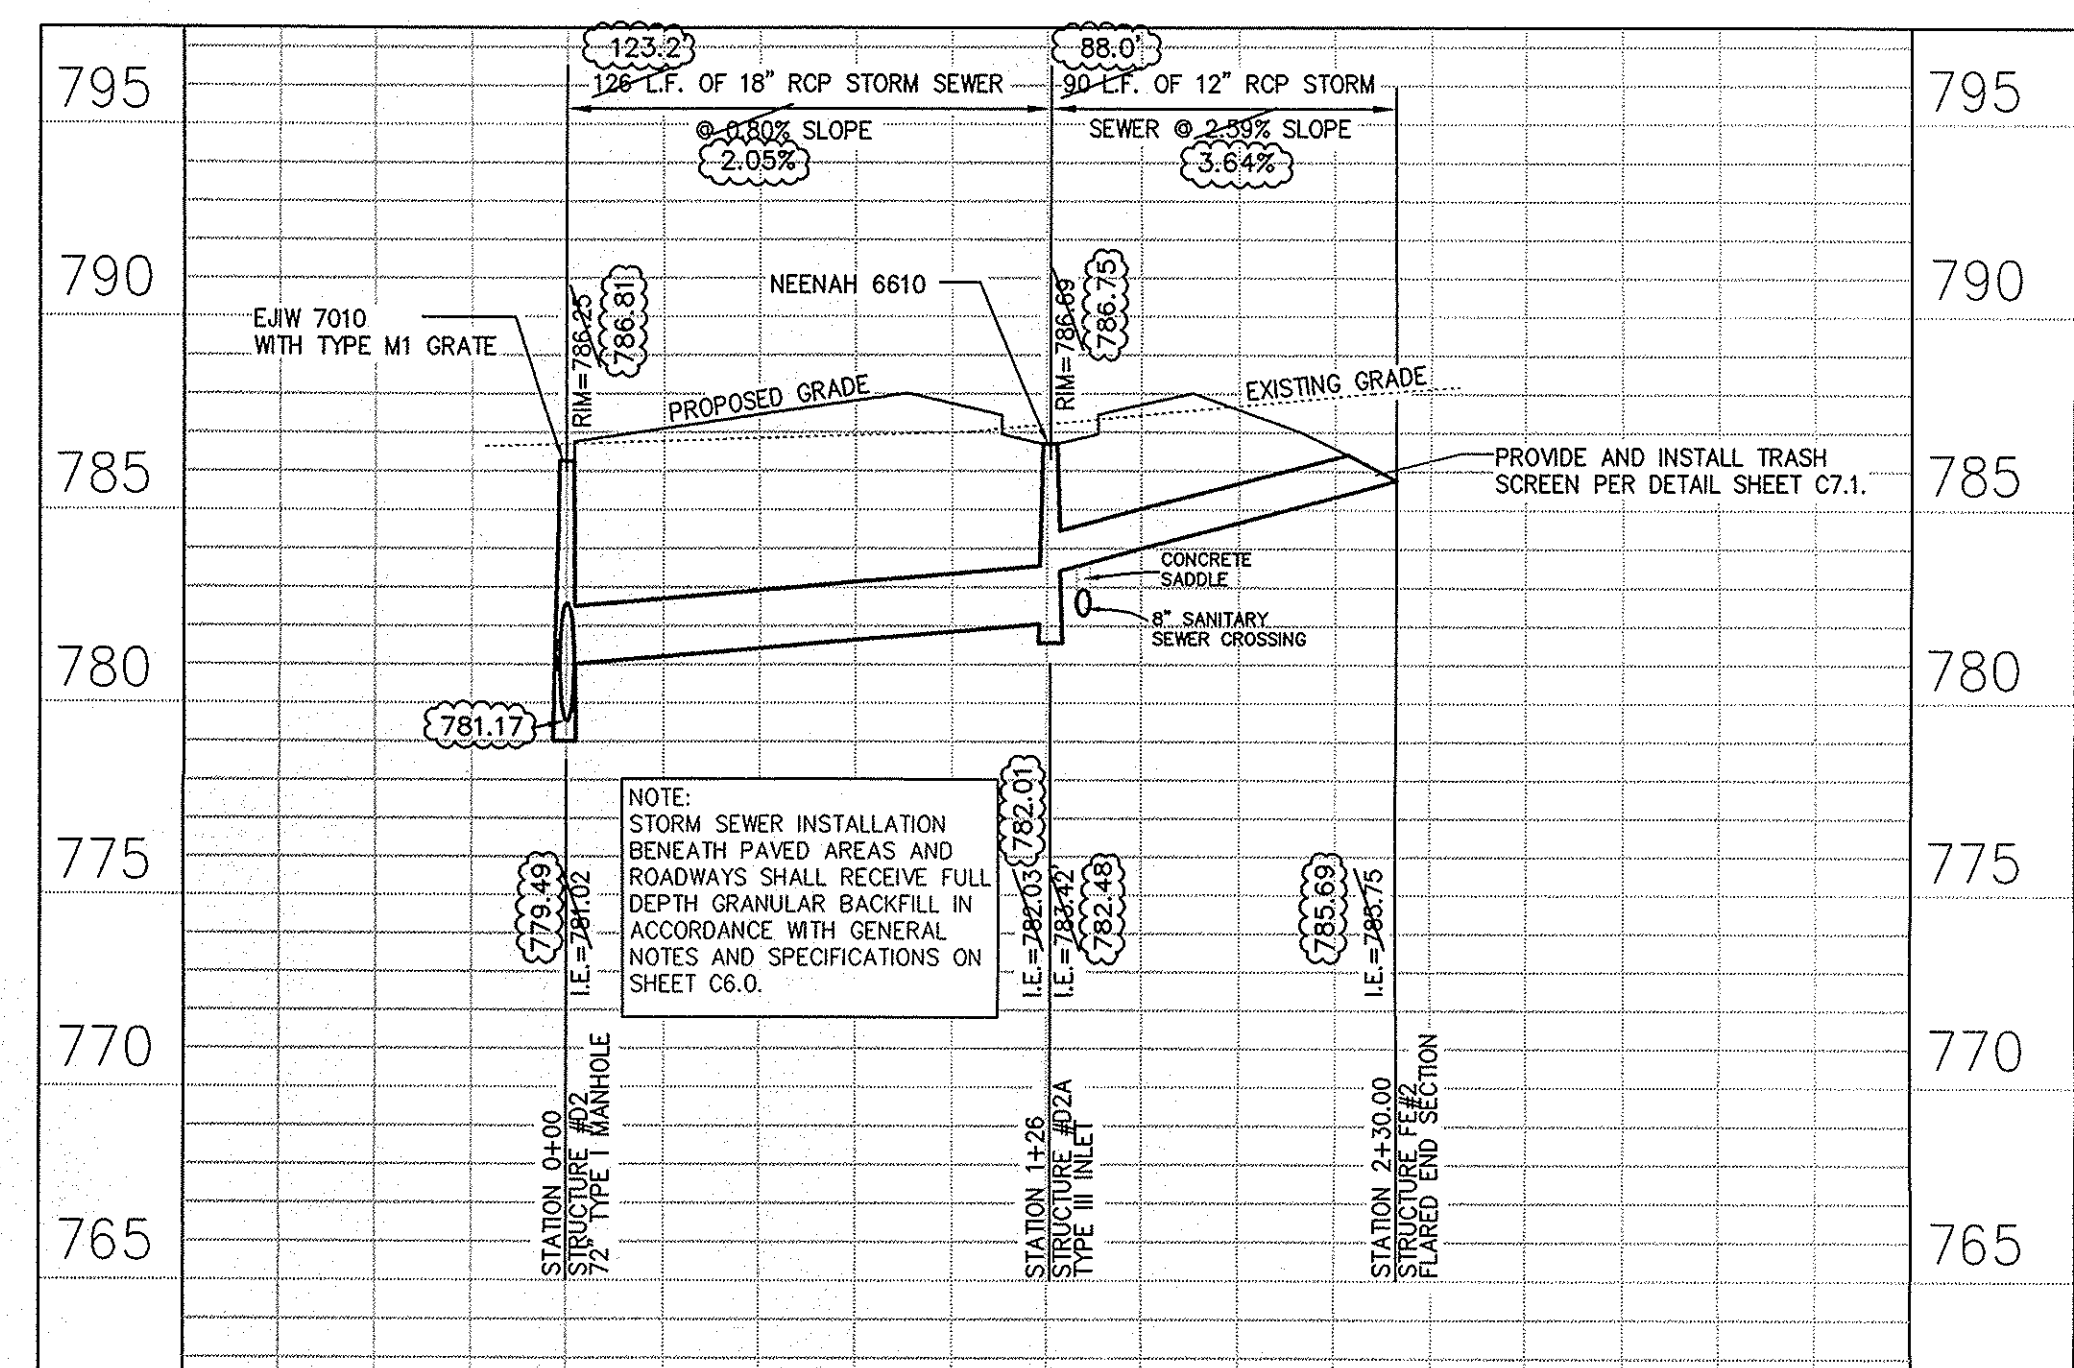 123.2'
126 L.F. OF 18" RCP STORM SEWER
@ 0.80% SLOPE
2.05%
88.0'
90 L.F. OF 12" RCP STORM
SEWER @ 2.59% SLOPE
3.64%
795
790
785
780
775
770
765
795
790
785
780
775
770
765
EJIW 7010
WITH TYPE M1 GRATE
RIM=786.25
786.81
NEENAH 6610
RIM=786.69
786.75
PROPOSED GRADE
EXISTING GRADE
PROVIDE AND INSTALL TRASH
SCREEN PER DETAIL SHEET C7.1.
CONCRETE
SADDLE
8" SANITARY
SEWER CROSSING
781.17
NOTE:
STORM SEWER INSTALLATION
BENEATH PAVED AREAS AND
ROADWAYS SHALL RECEIVE FULL
DEPTH GRANULAR BACKFILL IN
ACCORDANCE WITH GENERAL
NOTES AND SPECIFICATIONS ON
SHEET C6.0.
779.49
I.E.=781.02
782.01
I.E.=782.03
I.E.=783.42'
782.48
785.69
I.E.=785.75
STATION 0+00
STRUCTURE #D2
72" TYPE I MANHOLE
STATION 1+26
STRUCTURE #D2A
TYPE III INLET
STATION 2+30.00
STRUCTURE FE#2
FLARED END SECTION